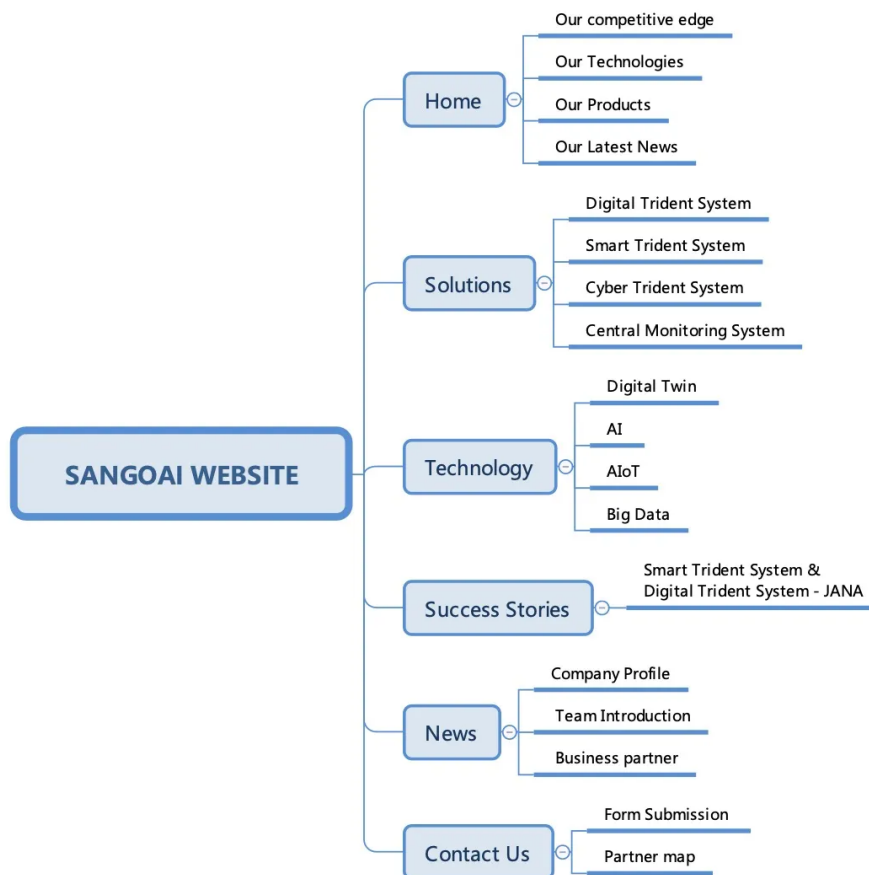 SANGOAI WEBSITE
Home
Our competitive edge
Our Technologies
Our Products
Our Latest News
Solutions
Digital Trident System
Smart Trident System
Cyber Trident System
Central Monitoring System
Technology
Digital Twin
AI
AIoT
Big Data
Success Stories
Smart Trident System &
Digital Trident System - JANA
News
Company Profile
Team Introduction
Business partner
Contact Us
Form Submission
Partner map